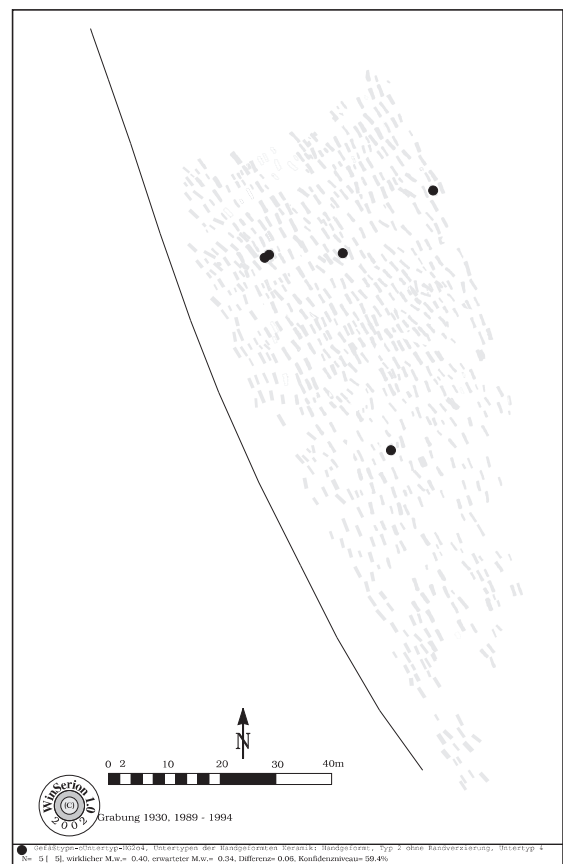 N
0 2 10 20 30 40m
WinSerion 1.0
(C)
2002
Grabung 1930, 1989 - 1994
Gefäßtypm-oUntertyp-HG2o4, Untertypen der Handgeformten Keramik: Handgeformt, Typ 2 ohne Randverzierung, Untertyp 4
N= 5 [ 5], wirklicher M.w.= 0.40, erwarteter M.w.= 0.34, Differenz= 0.06, Konfidenzniveau= 59.4%